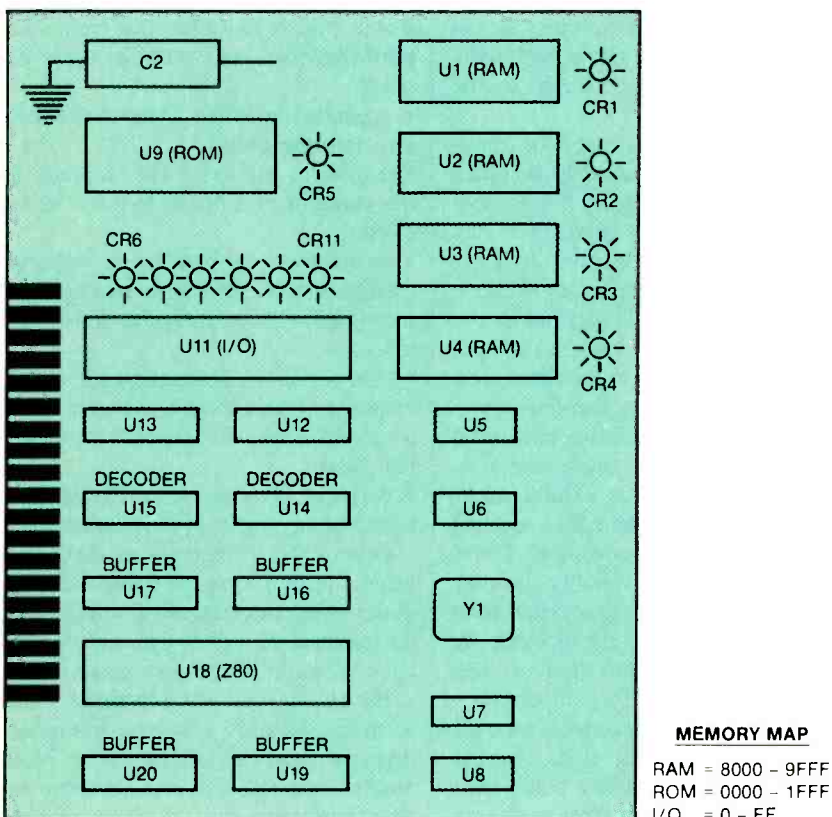 C2
U1 (RAM)
CR1
U9 (ROM)
CR5
U2 (RAM)
CR2
CR6
CR11
U3 (RAM)
CR3
U11 (I/O)
U4 (RAM)
CR4
U13
U12
U5
DECODER
U15
DECODER
U14
U6
BUFFER
U17
BUFFER
U16
Y1
U18 (Z80)
U7
BUFFER
U20
BUFFER
U19
U8
MEMORY MAP
RAM = 8000 – 9FFF
ROM = 0000 – 1FFF
I/O = 0 – FF